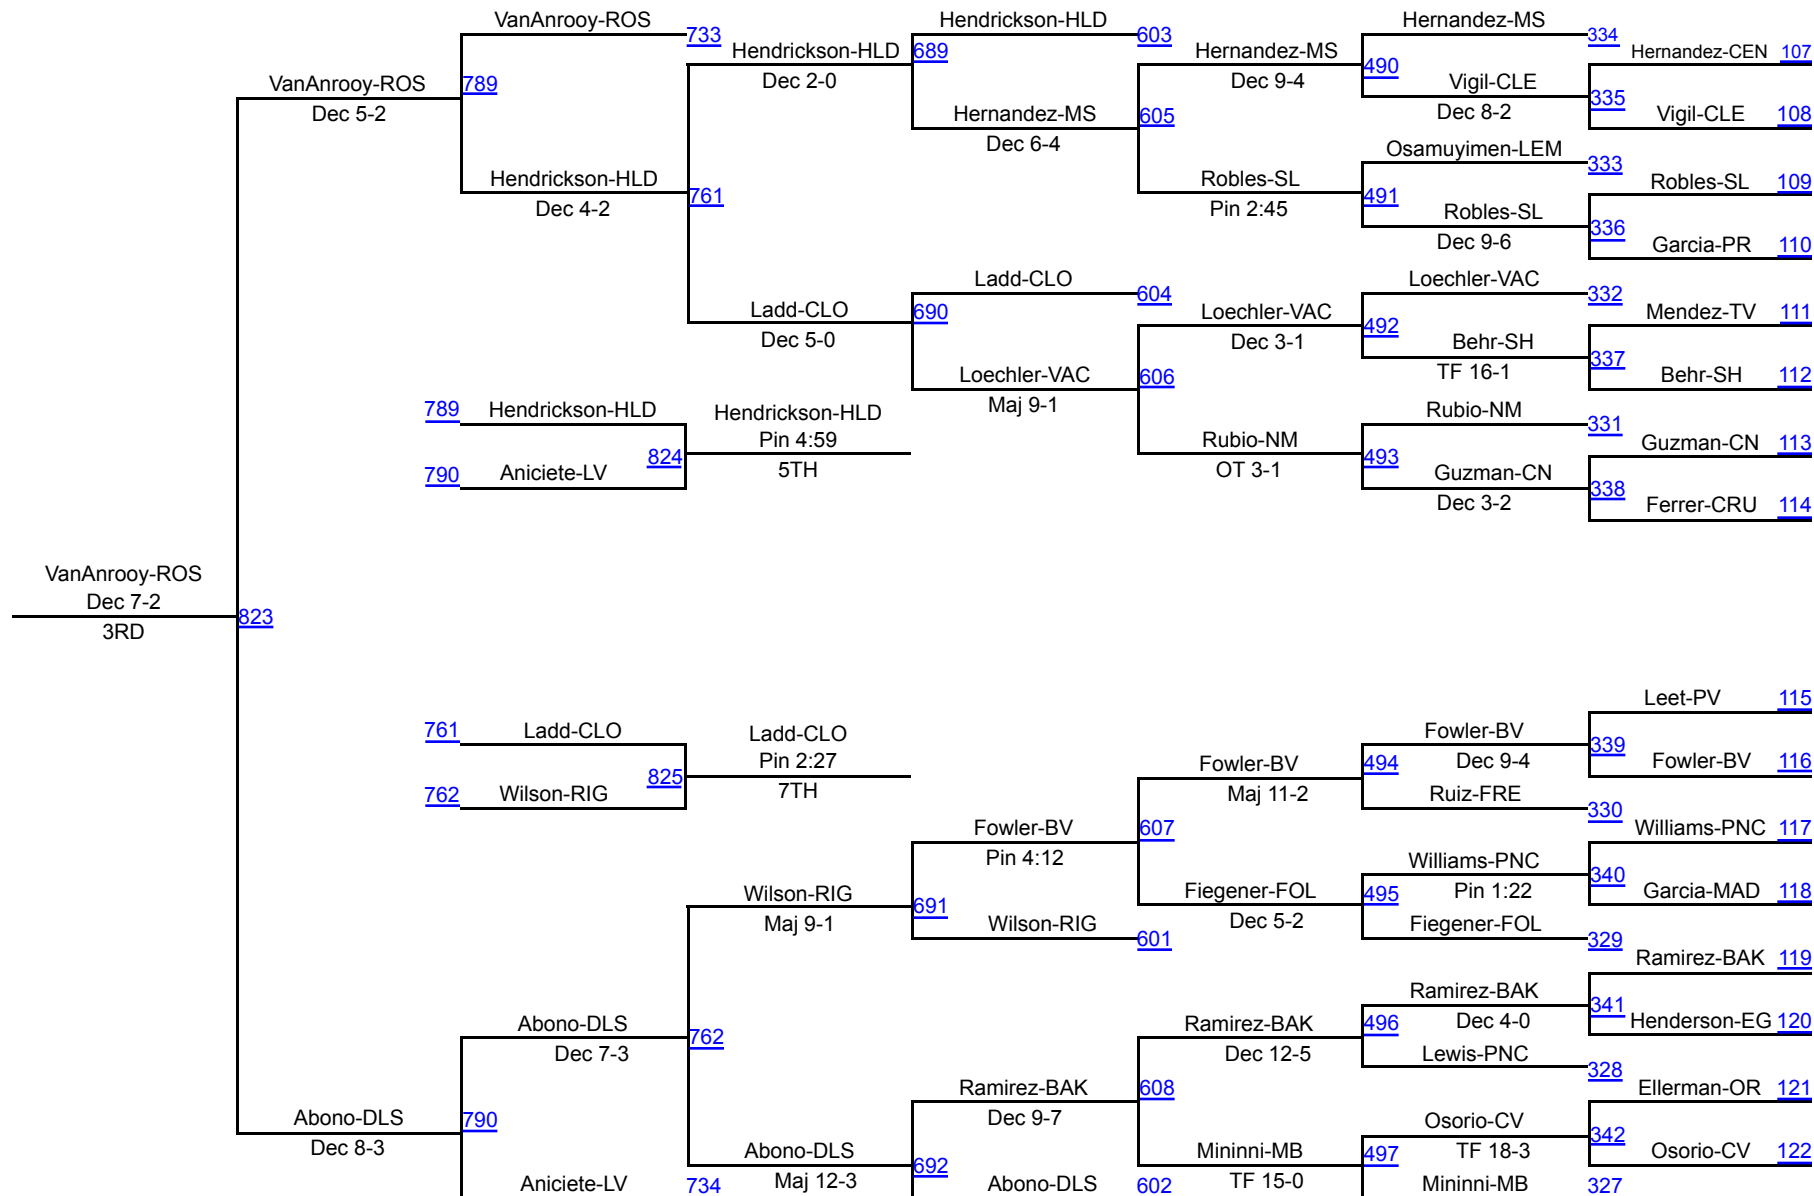 VanAnrooy-ROS
Hendrickson-HLD
Hernandez-MS
733
603
334
Hendrickson-HLD
689
Hernandez-MS
Hernandez-CEN 107
VanAnrooy-ROS
789
Dec 2-0
Dec 9-4
490
Vigil-CLE
335
Dec 5-2
Hernandez-MS
605
Dec 8-2
Vigil-CLE 108
Dec 6-4
Osamuyimen-LEM
333
Hendrickson-HLD
Robles-SL
Robles-SL 109
Dec 4-2
761
Pin 2:45
491
Robles-SL
336
Dec 9-6
Garcia-PR 110
Ladd-CLO
604
Loechler-VAC
332
Ladd-CLO
690
Loechler-VAC
Mendez-TV 111
Dec 5-0
Dec 3-1
492
Behr-SH
337
Loechler-VAC
606
TF 16-1
Behr-SH 112
789
Hendrickson-HLD
Hendrickson-HLD
Maj 9-1
Rubio-NM
331
Pin 4:59
Rubio-NM
Guzman-CN 113
790
Aniciete-LV
824
5TH
OT 3-1
493
Guzman-CN
338
Dec 3-2
Ferrer-CRU 114
VanAnrooy-ROS
Dec 7-2
823
3RD
Leet-PV 115
761
Ladd-CLO
Ladd-CLO
Fowler-BV
339
Pin 2:27
Fowler-BV
494
Dec 9-4
Fowler-BV 116
762
Wilson-RIG
825
7TH
Maj 11-2
Ruiz-FRE
330
Fowler-BV
607
Williams-PNC 117
Pin 4:12
Williams-PNC
340
Wilson-RIG
691
Fiegener-FOL
495
Pin 1:22
Garcia-MAD 118
Maj 9-1
Wilson-RIG
601
Dec 5-2
Fiegener-FOL
329
Ramirez-BAK 119
Ramirez-BAK
341
Abono-DLS
762
Ramirez-BAK
496
Dec 4-0
Henderson-EG 120
Dec 7-3
Dec 12-5
Lewis-PNC
328
Ramirez-BAK
608
Ellerman-OR 121
Abono-DLS
790
Dec 9-7
Osorio-CV
342
Dec 8-3
Abono-DLS
692
Mininni-MB
497
TF 18-3
Osorio-CV 122
Aniciete-LV
734
Maj 12-3
Abono-DLS
602
TF 15-0
Mininni-MB
327